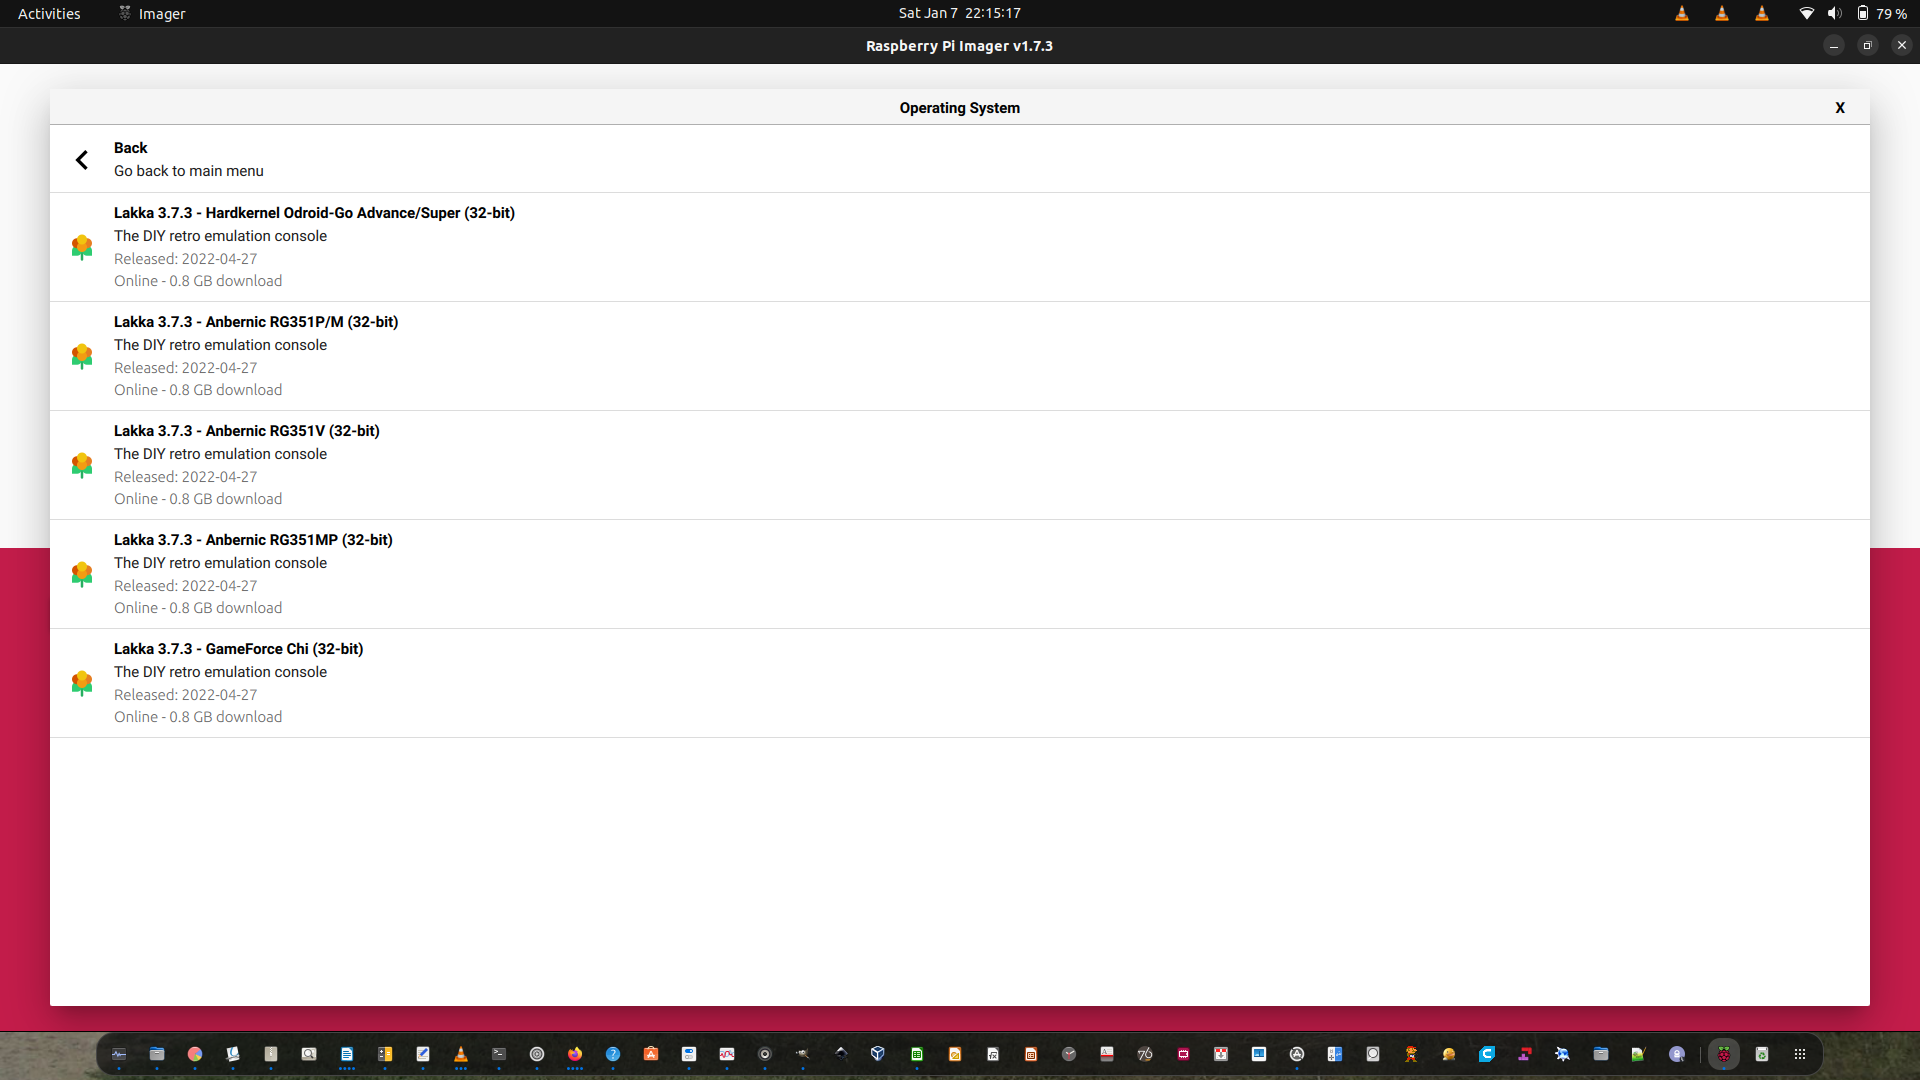 Activities
Imager
Sat Jan 7 22:15:17
79 %
Raspberry Pi Imager v1.7.3
Operating System
X
Back
Go back to main menu
Lakka 3.7.3 - Hardkernel Odroid-Go Advance/Super (32-bit)
The DIY retro emulation console
Released: 2022-04-27
Online - 0.8 GB download
Lakka 3.7.3 - Anbernic RG351P/M (32-bit)
The DIY retro emulation console
Released: 2022-04-27
Online - 0.8 GB download
Lakka 3.7.3 - Anbernic RG351V (32-bit)
The DIY retro emulation console
Released: 2022-04-27
Online - 0.8 GB download
Lakka 3.7.3 - Anbernic RG351MP (32-bit)
The DIY retro emulation console
Released: 2022-04-27
Online - 0.8 GB download
Lakka 3.7.3 - GameForce Chi (32-bit)
The DIY retro emulation console
Released: 2022-04-27
Online - 0.8 GB download